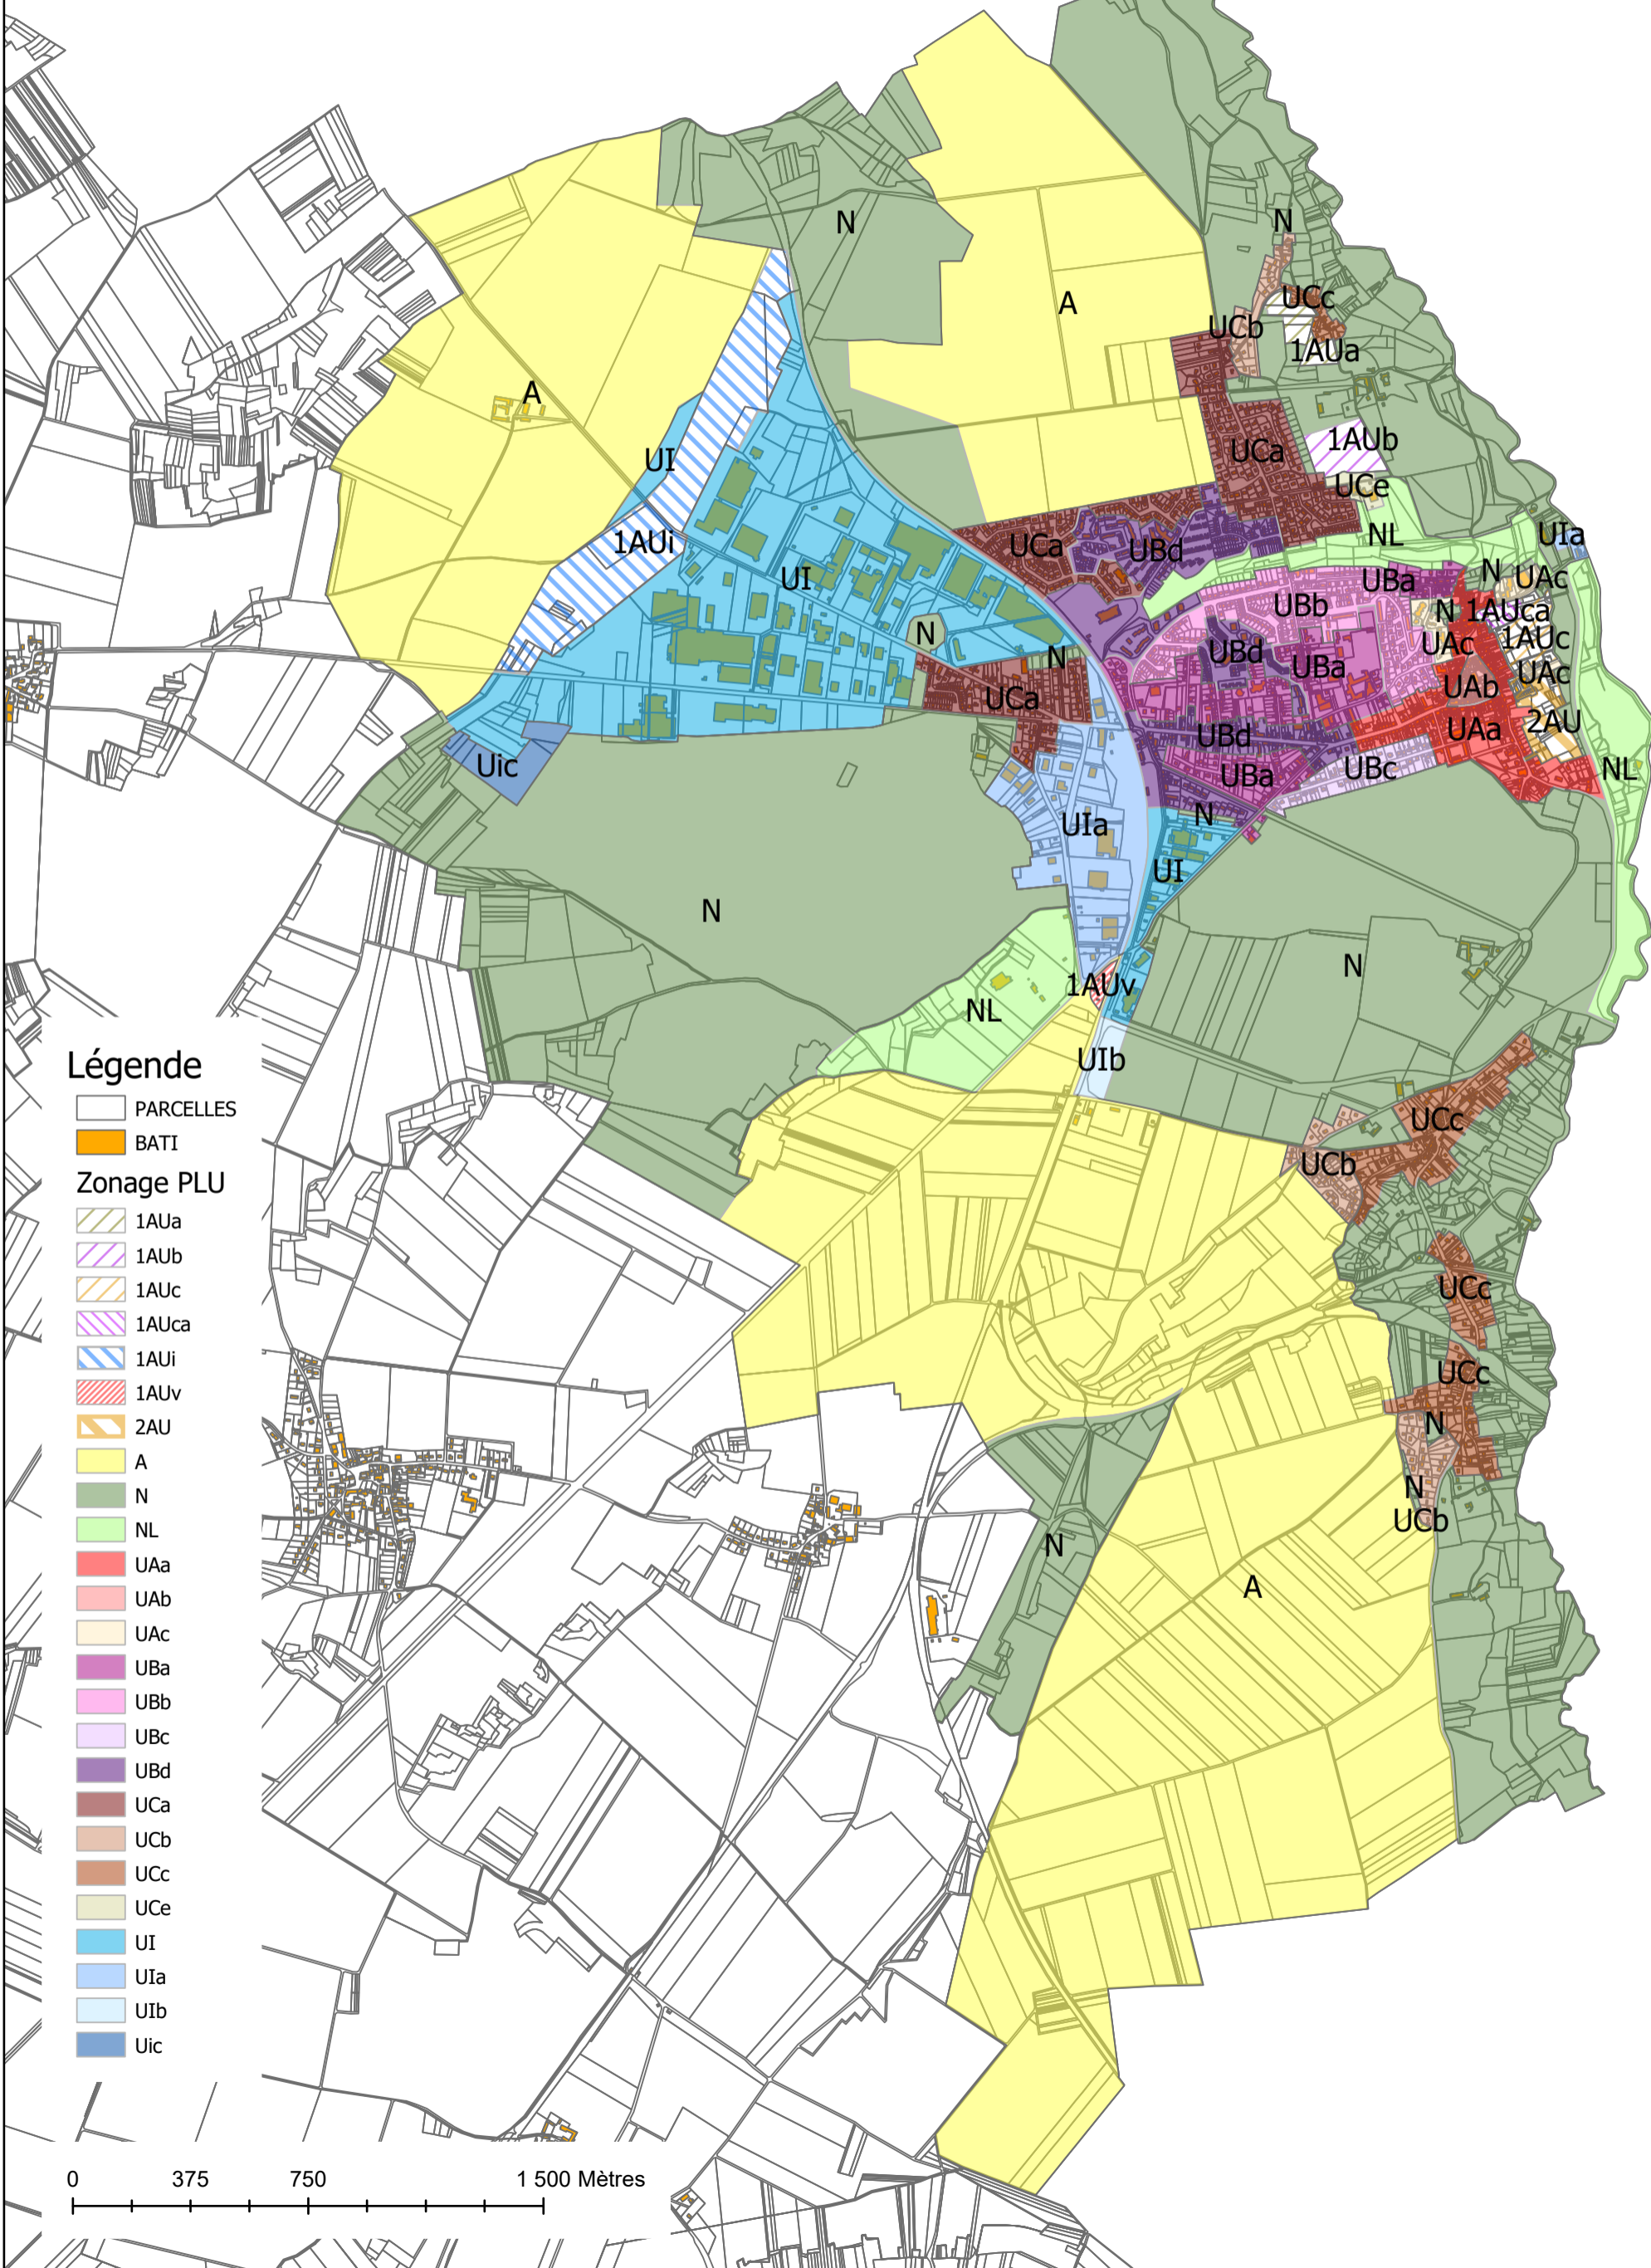 N
N
A
UCc
UCb
1AUa
A
1AUb
UCa
UI
UCe
1AUi
UCa
UBd
NL
UIa
UI
UBa
N
UAc
UBb
N
1AUca
N
N
UBd
UBa
UAc
1AUc
UAc
UCa
UAb
UBd
UAa
2AU
Uic
UBa
UBc
NL
UIa
N
UI
N
N
1AUv
NL
UIb
UCc
UCb
UCc
UCc
N
N
UCb
N
A
Légende
PARCELLES
BATI
Zonage PLU
1AUa
1AUb
1AUc
1AUca
1AUi
1AUv
2AU
A
N
NL
UAa
UAb
UAc
UBa
UBb
UBc
UBd
UCa
UCb
UCc
UCe
UI
UIa
UIb
Uic
0 375 750 1 500 Mètres